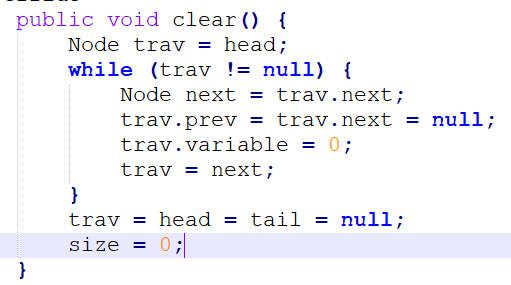 public void clear() {
    Node trav = head;
    while (trav != null) {
        Node next = trav.next;
        trav.prev = trav.next = null;
        trav.variable = 0;
        trav = next;
    }
    trav = head = tail = null;
    size = 0;
}